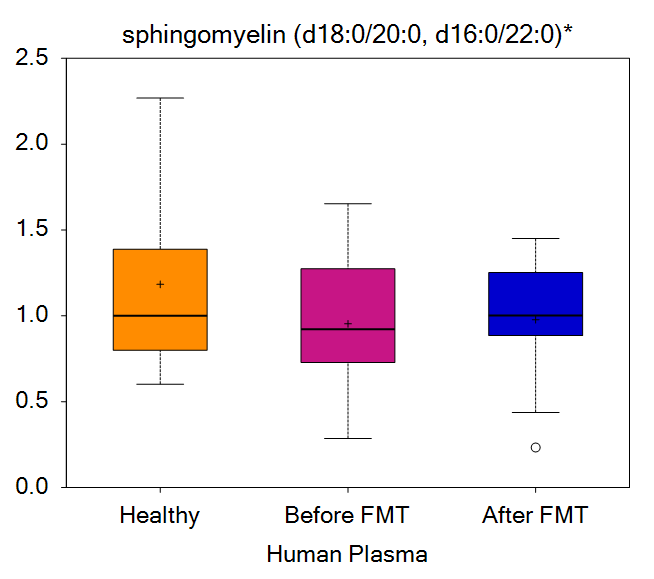 sphingomyelin (d18:0/20:0, d16:0/22:0)*
2.5
2.0
1.5
1.0
0.5
0.0
Healthy Before FMT After FMT
Human Plasma